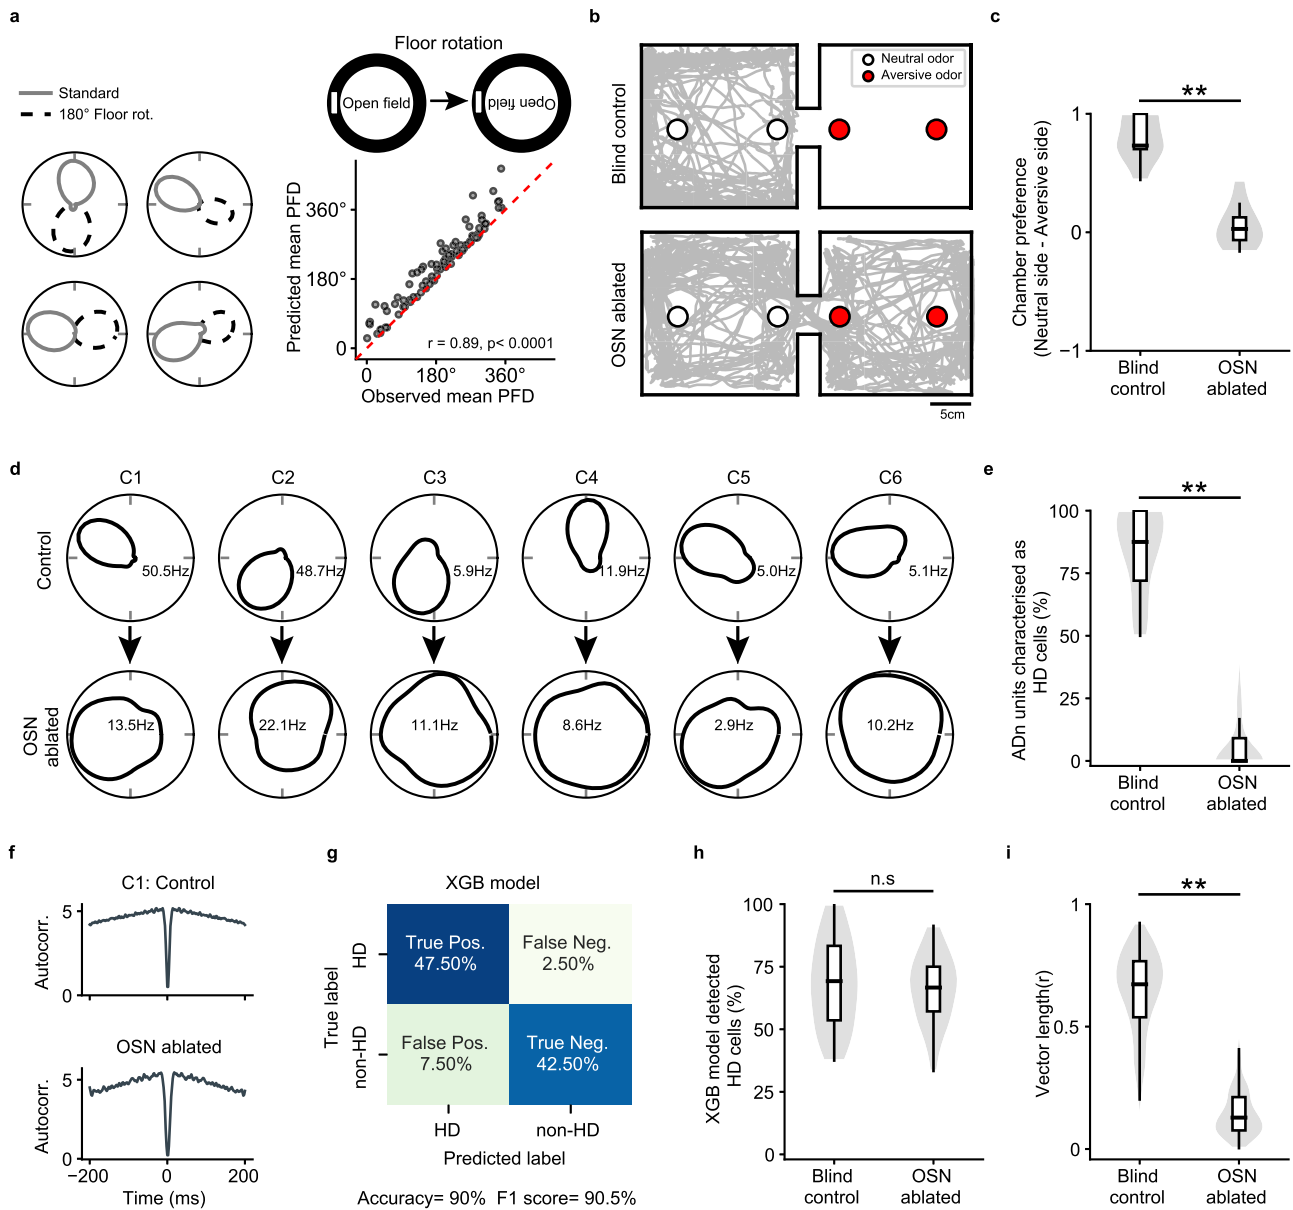 a
Floor rotation
Standard
180° Floor rot.
Open field
Open field
Predicted mean PFD
360°
180°
0
r = 0.89, p< 0.0001
0
180°
360°
Observed mean PFD
b
Neutral odor
Aversive odor
Blind control
OSN ablated
5cm
c
**
Chamber preference
(Neutral side - Aversive side)
1
0
−1
Blind
control
OSN
ablated
d
C1
C2
C3
C4
C5
C6
Control
50.5Hz
48.7Hz
5.9Hz
11.9Hz
5.0Hz
5.1Hz
OSN
ablated
13.5Hz
22.1Hz
11.1Hz
8.6Hz
2.9Hz
10.2Hz
e
**
ADn units characterised as
HD cells (%)
100
75
50
25
0
Blind
control
OSN
ablated
f
C1: Control
Autocorr.
5
0
OSN ablated
Autocorr.
5
0
−200
0
200
Time (ms)
g
XGB model
True label
HD
non-HD
True Pos.
47.50%
False Neg.
2.50%
False Pos.
7.50%
True Neg.
42.50%
HD
non-HD
Predicted label
Accuracy= 90% F1 score= 90.5%
h
n.s
XGB model detected
HD cells (%)
100
75
50
25
0
Blind
control
OSN
ablated
i
**
Vector length(r)
1
0.5
0
Blind
control
OSN
ablated